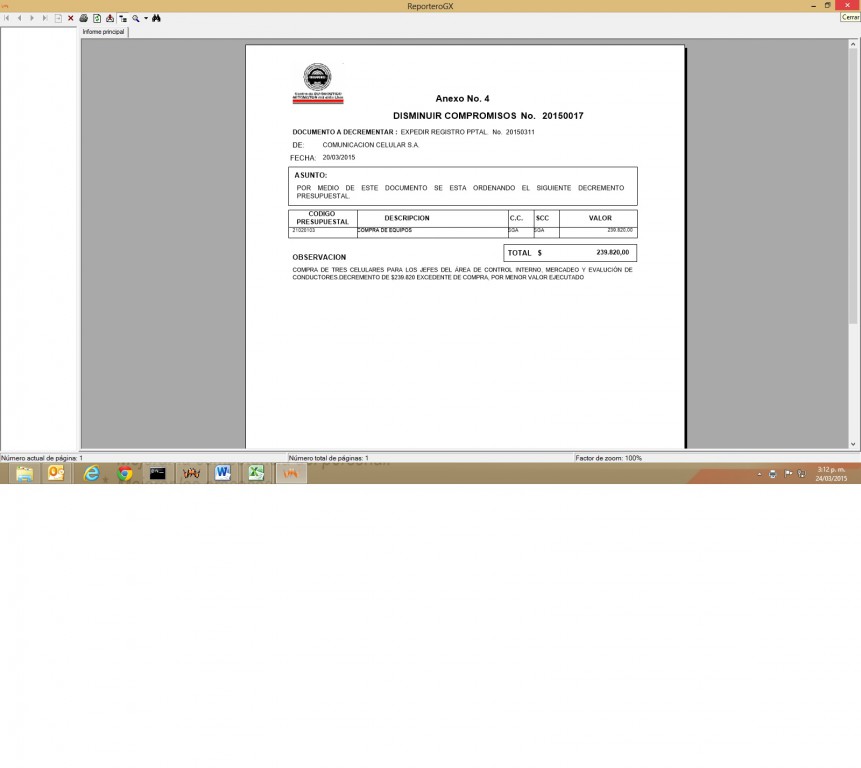 ReporteroGX
Cerrar
Informe principal
Anexo No. 4
DISMINUIR COMPROMISOS No. 20150017
DOCUMENTO A DECREMENTAR : EXPEDIR REGISTRO PPTAL. No. 20150311
DE: COMUNICACION CELULAR S.A.
FECHA: 20/03/2015
ASUNTO:
POR MEDIO DE ESTE DOCUMENTO SE ESTA ORDENANDO EL SIGUIENTE DECREMENTO
PRESUPUESTAL.
CODIGO PRESUPUESTAL DESCRIPCION C.C. SCC VALOR
21020103 COMPRA DE EQUIPOS SGA SGA 239.820,00
TOTAL $ 239.820,00
OBSERVACION
COMPRA DE TRES CELULARES PARA LOS JEFES DEL ÁREA DE CONTROL INTERNO, MERCADEO Y EVALUCIÓN DE
CONDUCTORES.DECREMENTO DE $239.820 EXCEDENTE DE COMPRA, POR MENOR VALOR EJECUTADO
Número actual de página: 1 Número total de páginas: 1 Factor de zoom: 100%
3:12 p. m.
24/03/2015